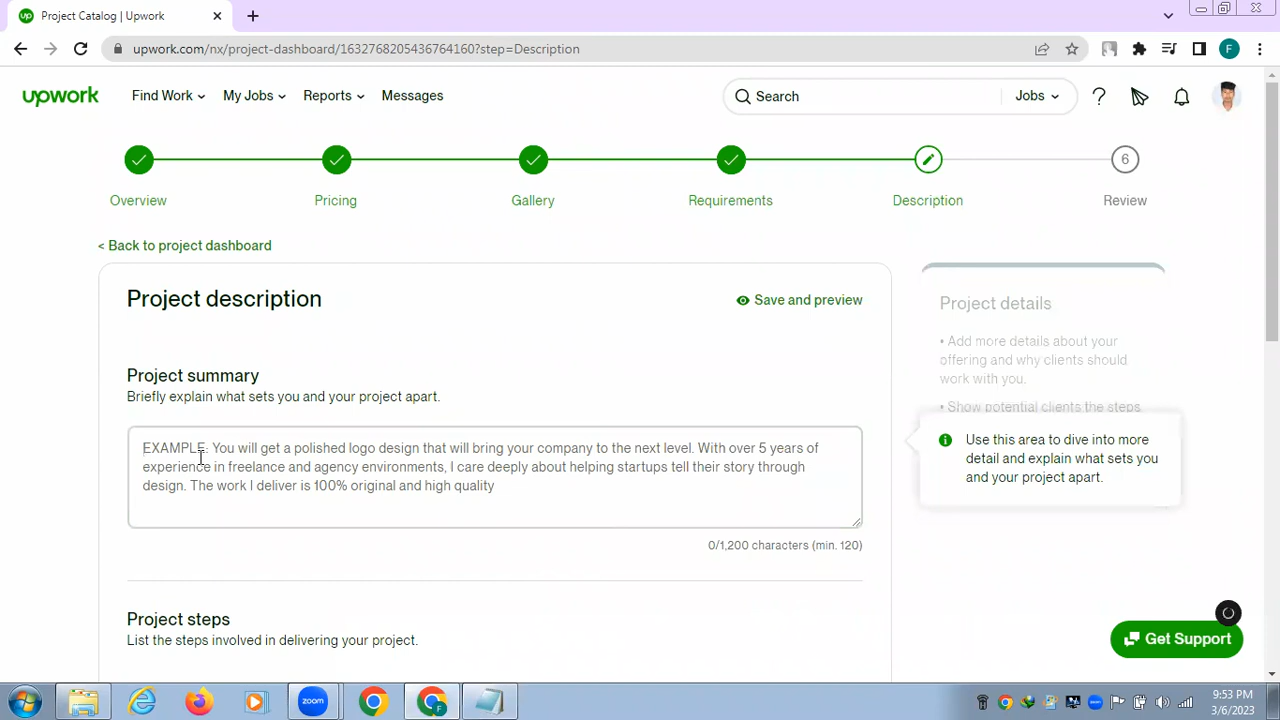 Project Catalog | Upwork
upwork.com/nx/project-dashboard/1632768205436764160?step=Description
F
upwork
Find Work
My Jobs
Reports
Messages
Search
Jobs
?
6
Overview
Pricing
Gallery
Requirements
Description
Review
< Back to project dashboard
Project description
Save and preview
Project summary
Briefly explain what sets you and your project apart.
EXAMPLE: You will get a polished logo design that will bring your company to the next level. With over 5 years of
experience in freelance and agency environments, I care deeply about helping startups tell their story through
design. The work I deliver is 100% original and high quality
0/1,200 characters (min. 120)
Project steps
List the steps involved in delivering your project.
Project details
• Add more details about your
offering and why clients should
work with you.
• Show potential clients the steps
Use this area to dive into more
detail and explain what sets you
and your project apart.
Get Support
zoom
F
9:53 PM
3/6/2023